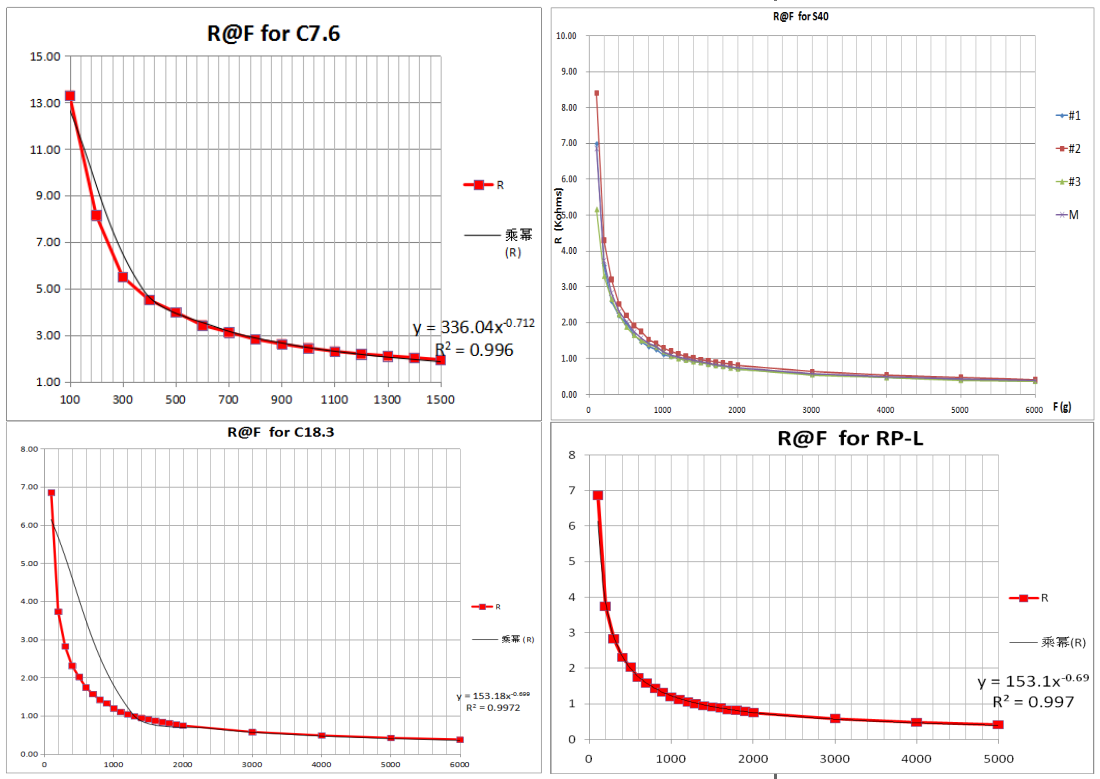 R@F for C7.6
15.00
13.00
11.00
9.00
7.00
5.00
3.00
1.00
100 300 500 700 900 1100 1300 1500
R
乘冪
(R)
y = 336.04x-0.712
R² = 0.996
R@F for S40
10.00
9.00
8.00
7.00
6.00
5.00
4.00
3.00
2.00
1.00
0.00
R (Kohms)
0 1000 2000 3000 4000 5000 6000
F (g)
#1
#2
#3
M
R@F for C18.3
8.00
7.00
6.00
5.00
4.00
3.00
2.00
1.00
0.00
0 1000 2000 3000 4000 5000 6000
R
乘冪 (R)
y = 153.18x-0.699
R² = 0.9972
R@F for RP-L
8
7
6
5
4
3
2
1
0
0 1000 2000 3000 4000 5000
R
乘冪(R)
y = 153.1x-0.69
R² = 0.997